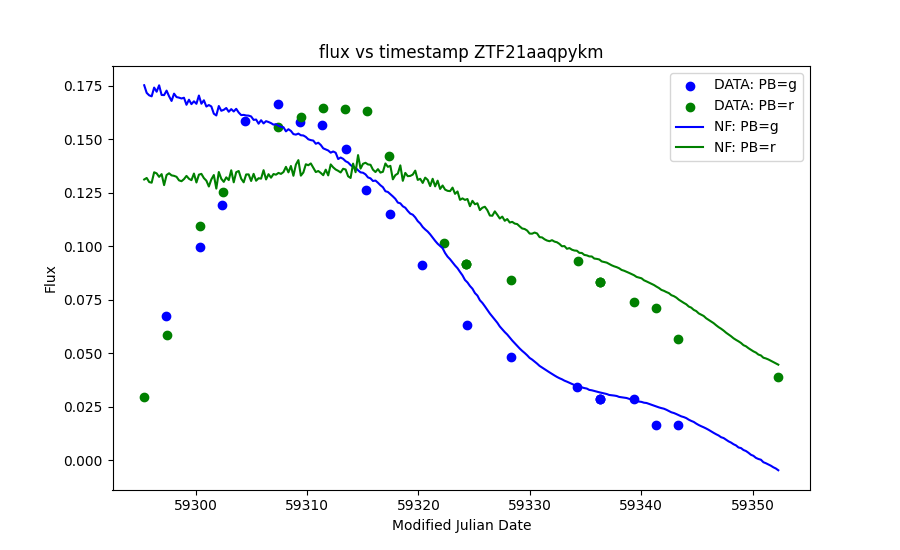 flux vs timestamp ZTF21aaqpykm
DATA: PB=g
DATA: PB=r
NF: PB=g
NF: PB=r
0.175
0.150
0.125
0.100
0.075
0.050
0.025
0.000
Flux
59300
59310
59320
59330
59340
59350
Modified Julian Date